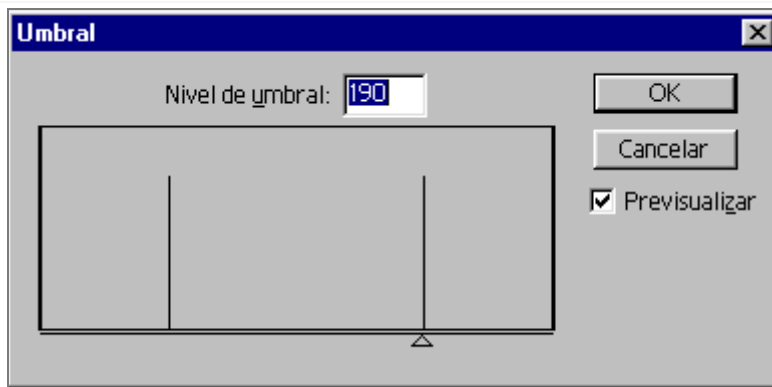 Umbral
Nivel de umbral: 190
OK
Cancelar
Previsualizar